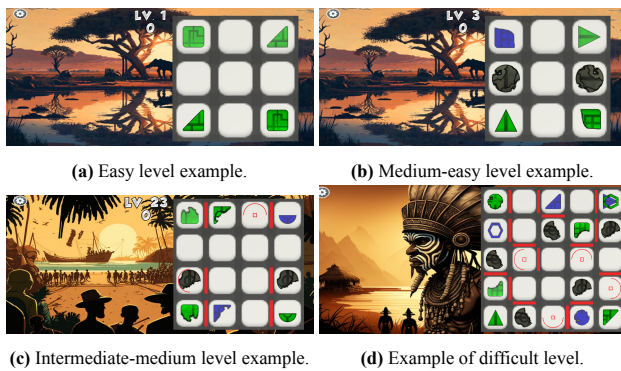 LV 1
0
LV 3
0
(a) Easy level example.
(b) Medium-easy level example.
LV 23
0
(c) Intermediate-medium level example.
(d) Example of difficult level.